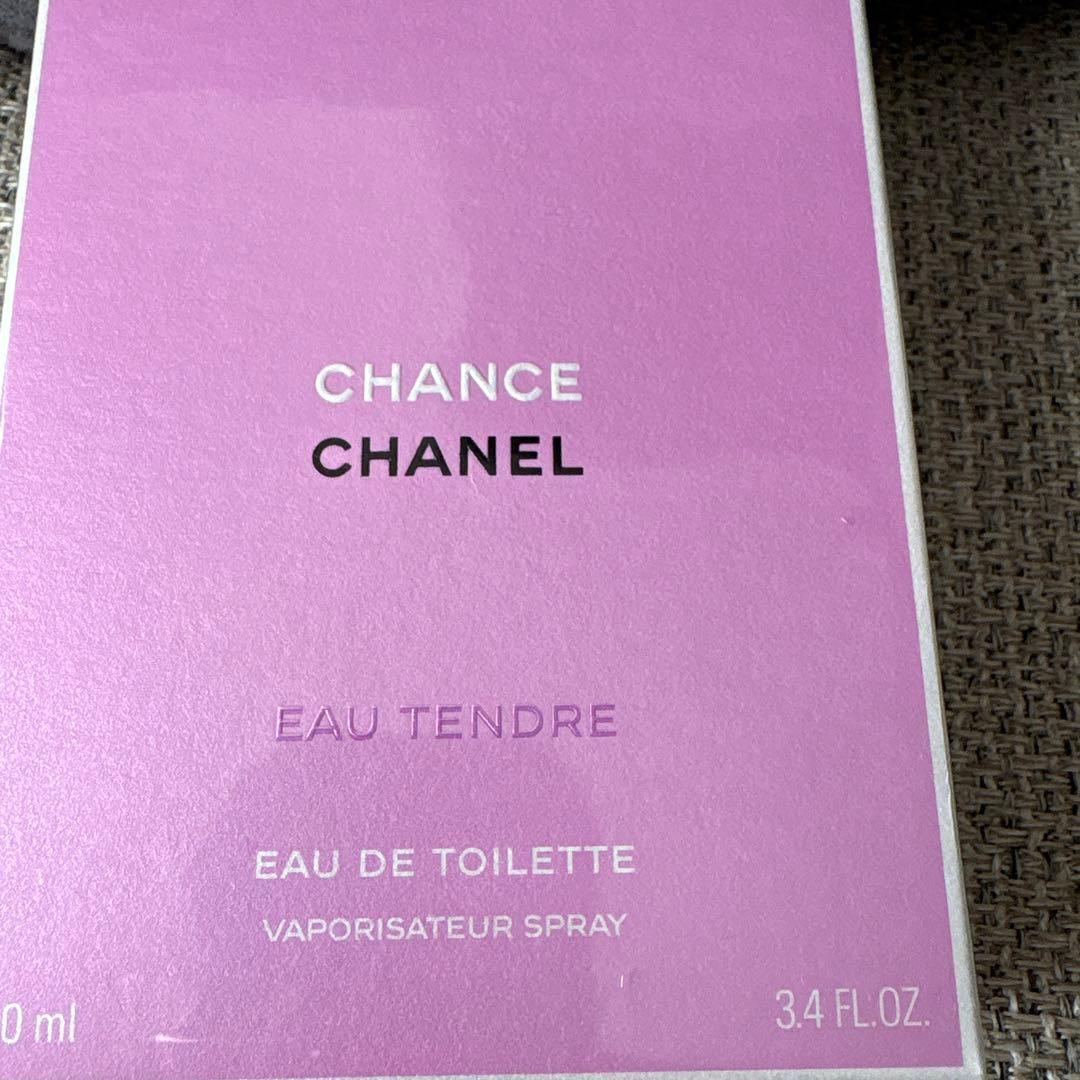 CHANCE
CHANEL
EAU TENDRE
EAU DE TOILETTE
VAPORISATEUR SPRAY
0 ml 3.4 FL.OZ.